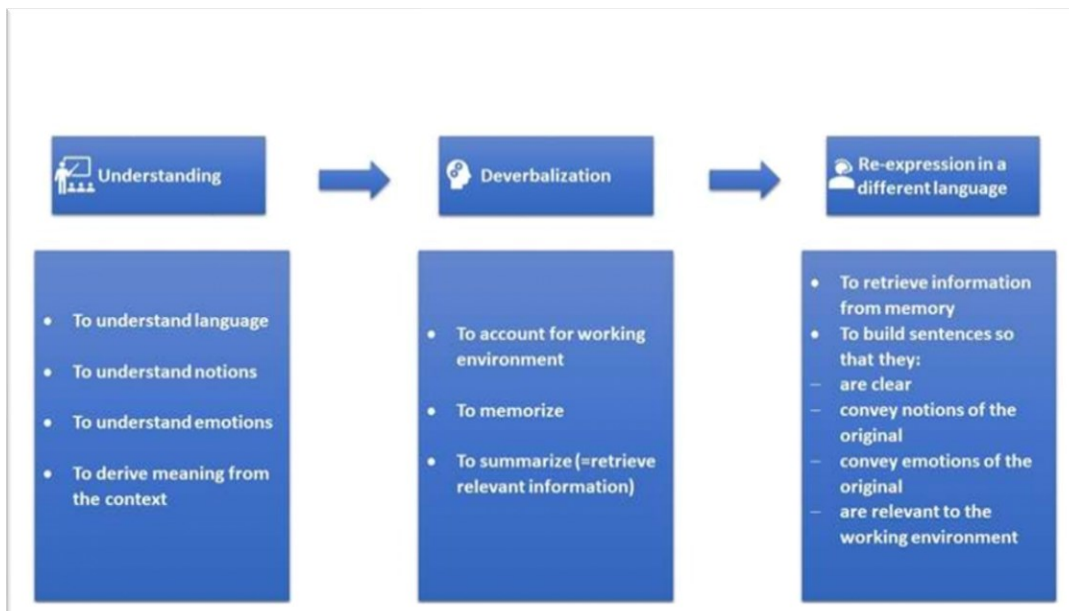 Understanding
Deverbalization
Re-expression in a
different language
• To understand language
• To understand notions
• To understand emotions
• To derive meaning from
the context
• To account for working
environment
• To memorize
• To summarize (=retrieve
relevant information)
• To retrieve information
from memory
• To build sentences so
that they:
– are clear
– convey notions of the
original
– convey emotions of the
original
– are relevant to the
working environment